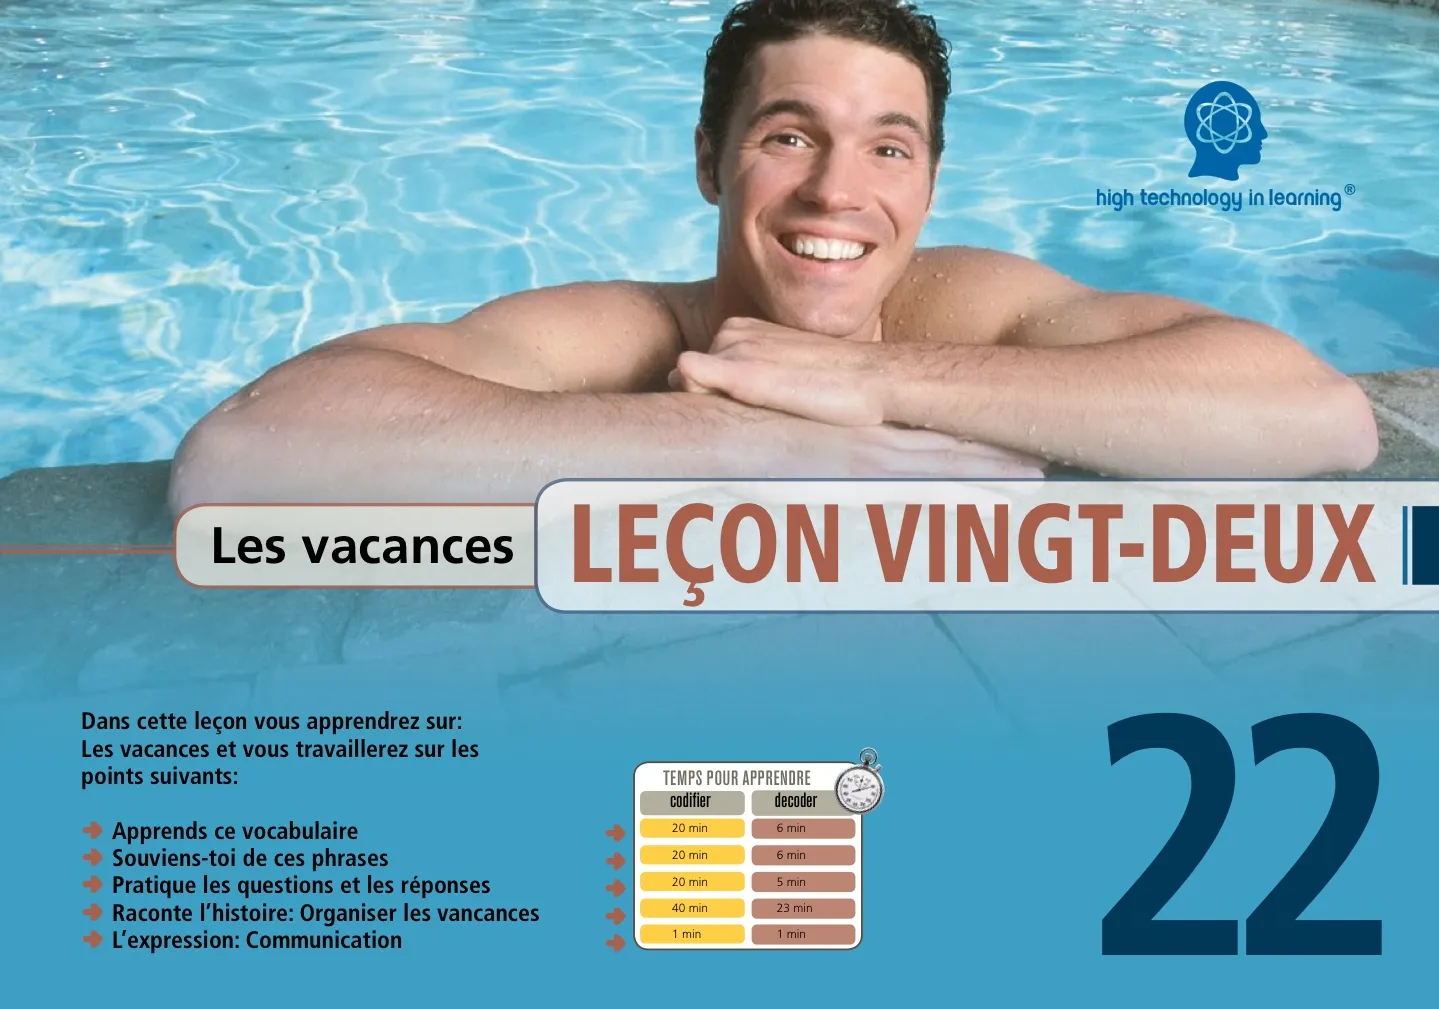 high technology in learning®
Les vacances
LEÇON VINGT-DEUX
Dans cette leçon vous apprendrez sur:
Les vacances et vous travaillerez sur les
points suivants:
Apprends ce vocabulaire
Souviens-toi de ces phrases
Pratique les questions et les réponses
Raconte l’histoire: Organiser les vancances
L’expression: Communication
TEMPS POUR APPRENDRE
codifier decoder
20 min 6 min
20 min 6 min
20 min 5 min
40 min 23 min
1 min 1 min
22